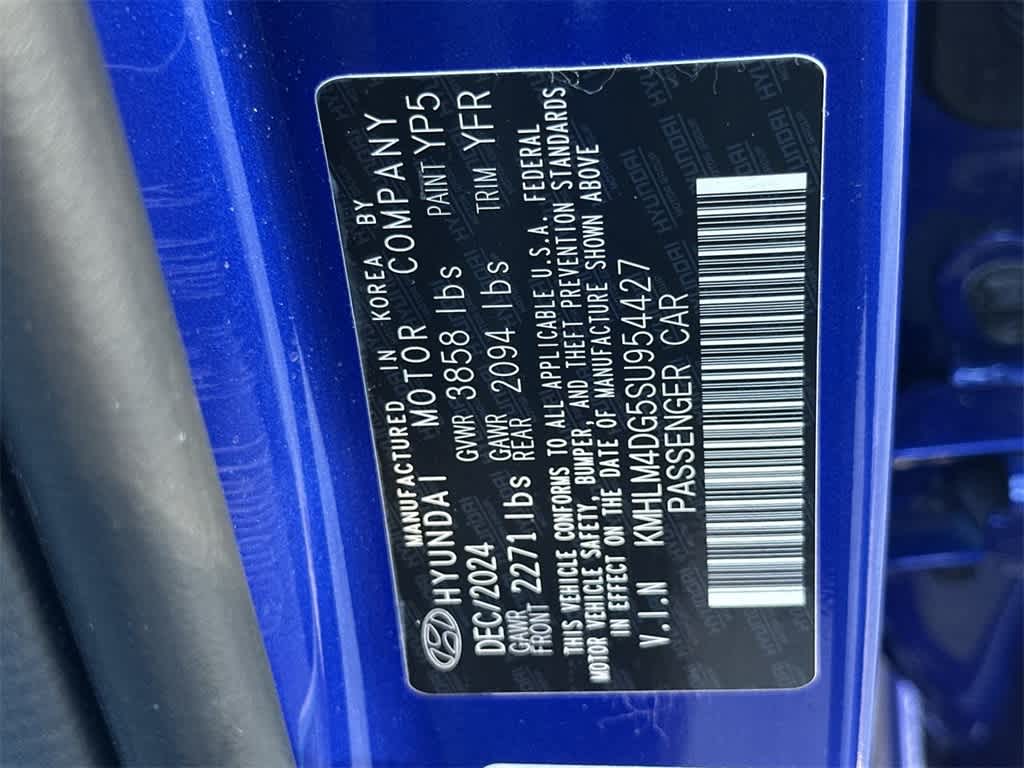 MANUFACTURED IN KOREA BY
HYUNDAI MOTOR COMPANY
DEC/2024 GVWR 3858 lbs PAINT YP5
GAWR FRONT 2271 lbs GAWR REAR 2094 lbs TRIM YFR
THIS VEHICLE CONFORMS TO ALL APPLICABLE U.S.A. FEDERAL
MOTOR VEHICLE SAFETY, BUMPER, AND THEFT PREVENTION STANDARDS
IN EFFECT ON THE DATE OF MANUFACTURE SHOWN ABOVE
V.I.N KMHLM4DG5SU954427
PASSENGER CAR